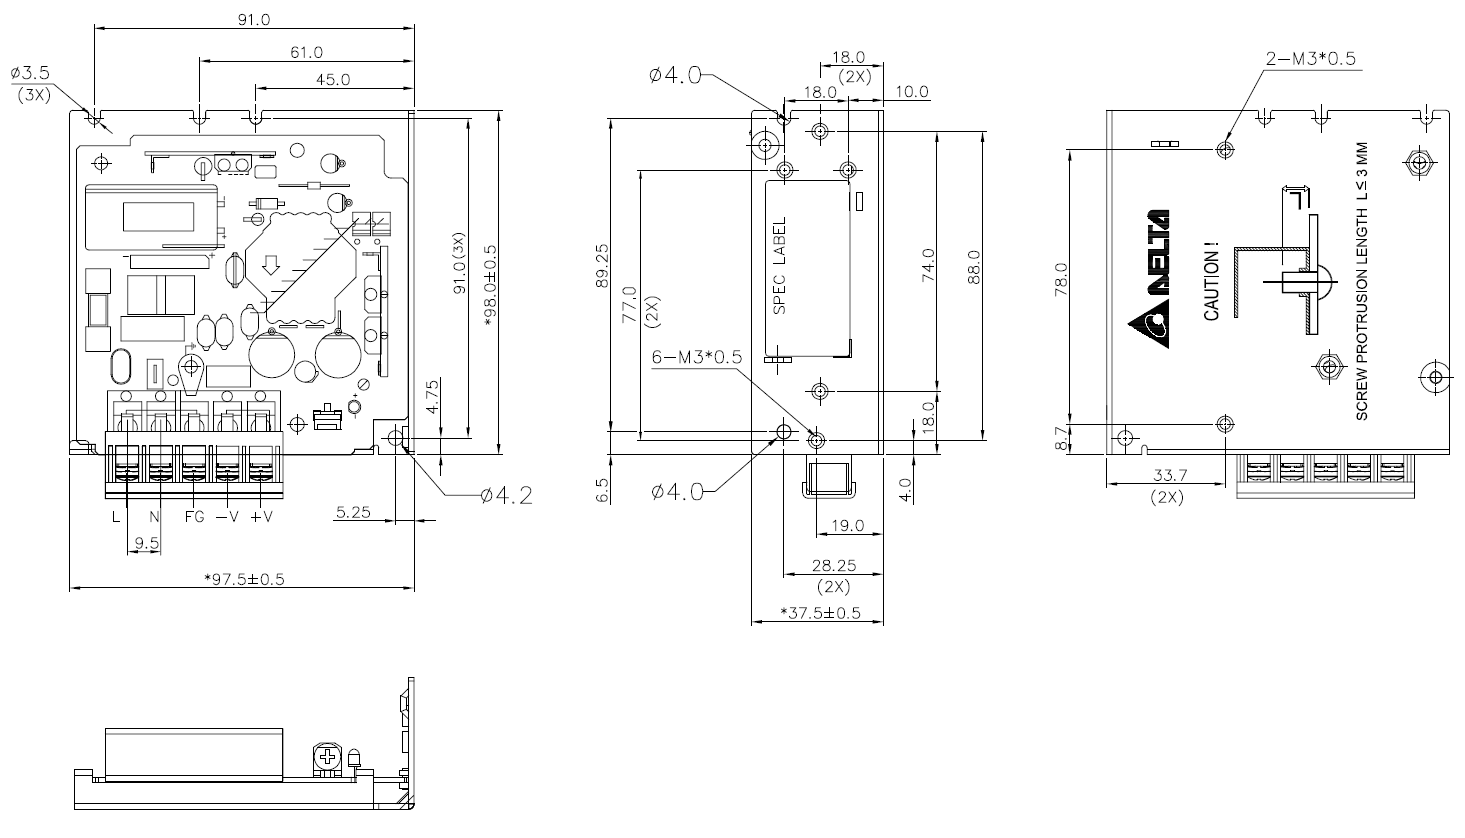 91.0
61.0
45.0
ø3.5
(3X)
91.0(3X)
*98.0±0.5
4.75
ø4.2
5.25
L N FG -V +V
9.5
*97.5±0.5
18.0
(2X)
ø4.0
18.0
10.0
89.25
77.0
(2X)
SPEC LABEL
74.0
88.0
6-M3*0.5
18.0
6.5
ø4.0
4.0
19.0
28.25
(2X)
*37.5±0.5
2-M3*0.5
78.0
DELTA
CAUTION!
L
SCREW PROTRUSION LENGTH L≤3 MM
8.7
33.7
(2X)